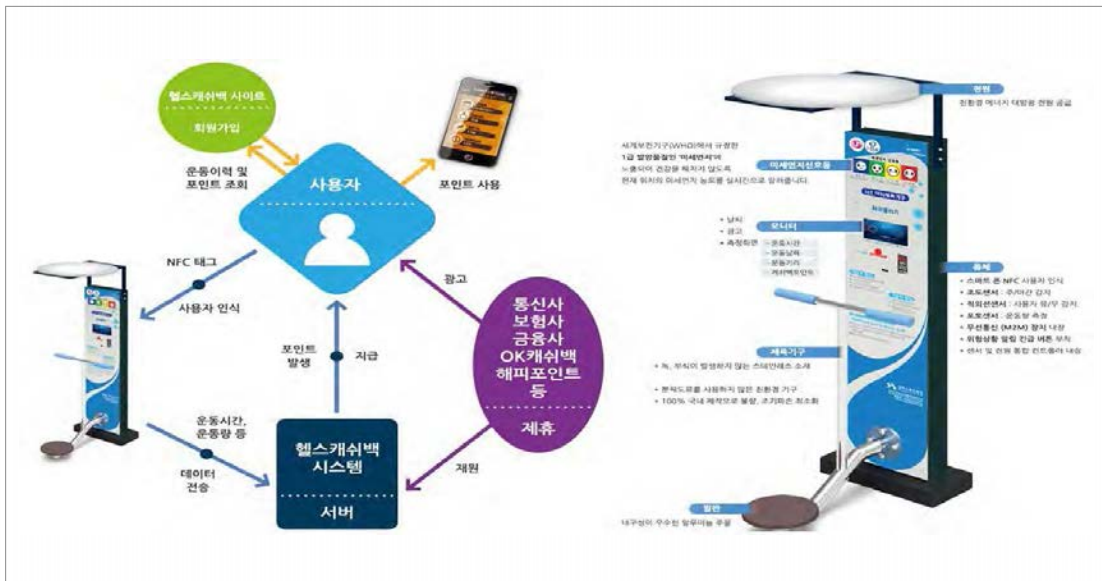 헬스캐쉬백 사이트
회원가입
운동이력 및
포인트 조회
사용자
포인트 사용
NFC 태그
사용자 인식
광고
통신사
보험사
금융사
OK캐쉬백
해피포인트
등
제휴
포인트
발생
지급
운동시간,
운동량 등
데이터
전송
헬스캐쉬백
시스템
서버
재원
전원
친환경 에너지 태양광 전원 공급
세계보건기구(WHO)에서 규정한
1급 발암물질인 '미세먼지'에
노출되어 건강을 해치지 않도록
현재 위치의 미세먼지 농도를 실시간으로 알려줍니다.
미세먼지신호등
• 날씨
• 광고
• 측정화면
모니터
- 운동시간
- 운동날짜
- 운동거리
- 캐쉬백포인트
본체
• 스마트 폰 NFC 사용자 인식
• 조도센서 : 주/야간 감지
• 적외선센서 : 사용자 유/무 감지
• 포토센서 : 운동량 측정
• 무선통신 (M2M) 장치 내장
• 위험상황 알림 긴급 버튼 부착
• 센서 및 전원 통합 컨트롤러 내장
체육기구
• 녹, 부식이 발생하지 않는 스테인레스 소재
• 분체도료를 사용하지 않은 친환경 기구
• 100% 국내 제작으로 불량, 조기파손 최소화
발판
내구성이 우수한 알루미늄 주물